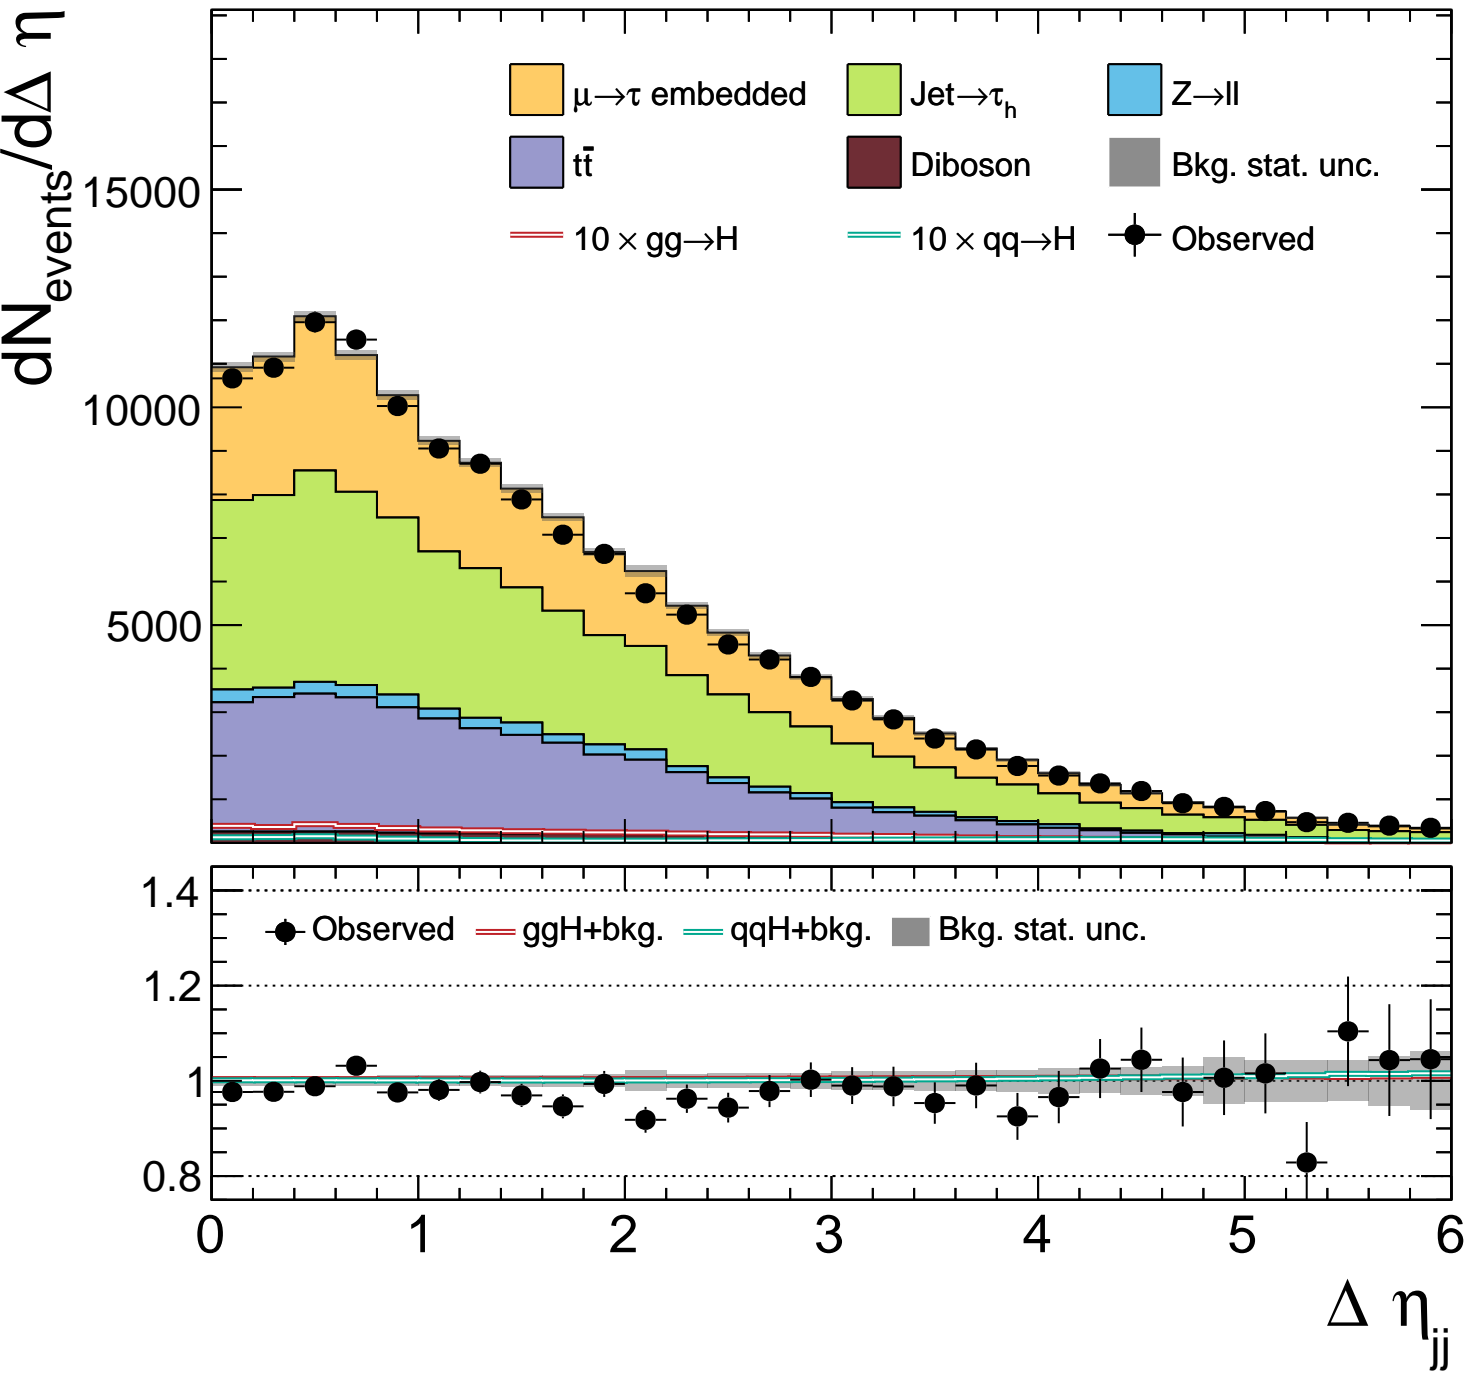 dN_events/dΔ η
15000
10000
5000
μ→τ embedded
Jet→τ_h
Z→ll
tt̄
Diboson
Bkg. stat. unc.
10 × gg→H
10 × qq→H
Observed
1.4
1.2
1
0.8
Observed
ggH+bkg.
qqH+bkg.
Bkg. stat. unc.
0 1 2 3 4 5 6
Δ η_jj